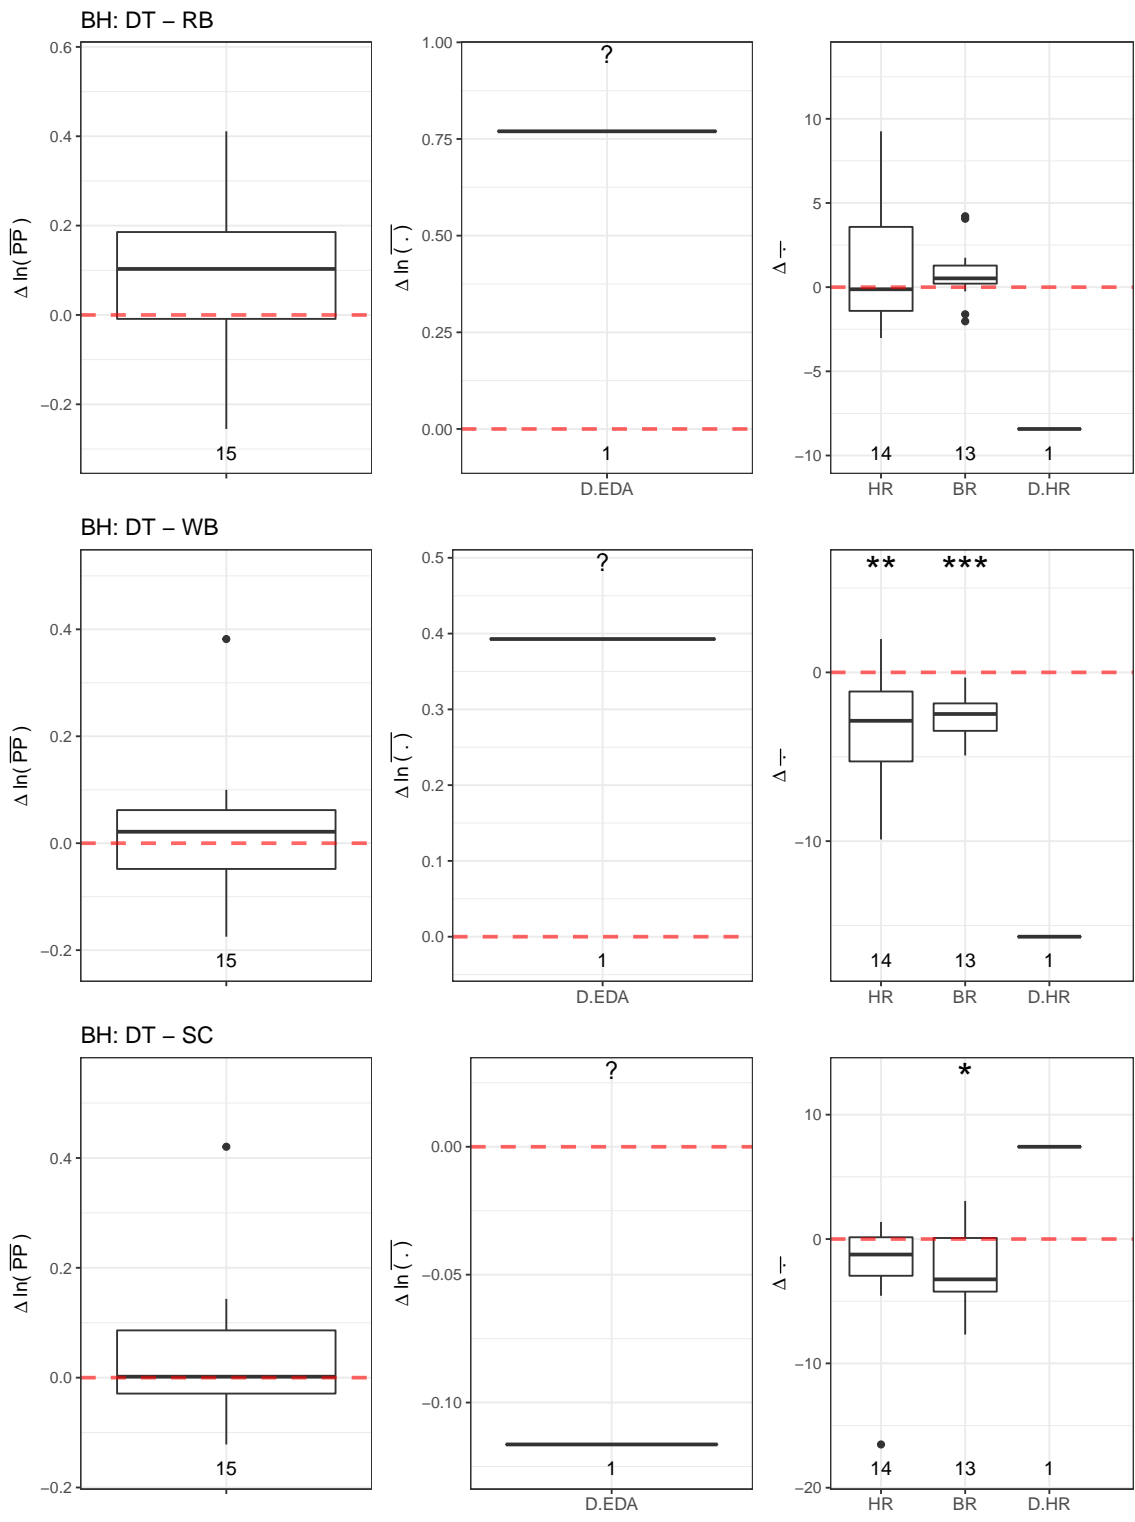 BH: DT − RB
0.6
0.4
0.2
0.0
−0.2
Δ ln( PP )
15
1.00
0.75
0.50
0.25
0.00
Δ ln ( . )
?
1
D.EDA
10
5
0
−5
−10
Δ .
14 13 1
HR BR D.HR
BH: DT − WB
0.4
0.2
0.0
−0.2
Δ ln( PP )
15
0.5
0.4
0.3
0.2
0.1
0.0
Δ ln ( . )
?
1
D.EDA
** ***
0
−10
Δ .
14 13 1
HR BR D.HR
BH: DT − SC
0.4
0.2
0.0
−0.2
Δ ln( PP )
15
0.00
−0.05
−0.10
Δ ln ( . )
?
1
D.EDA
*
10
0
−10
−20
Δ .
14 13 1
HR BR D.HR